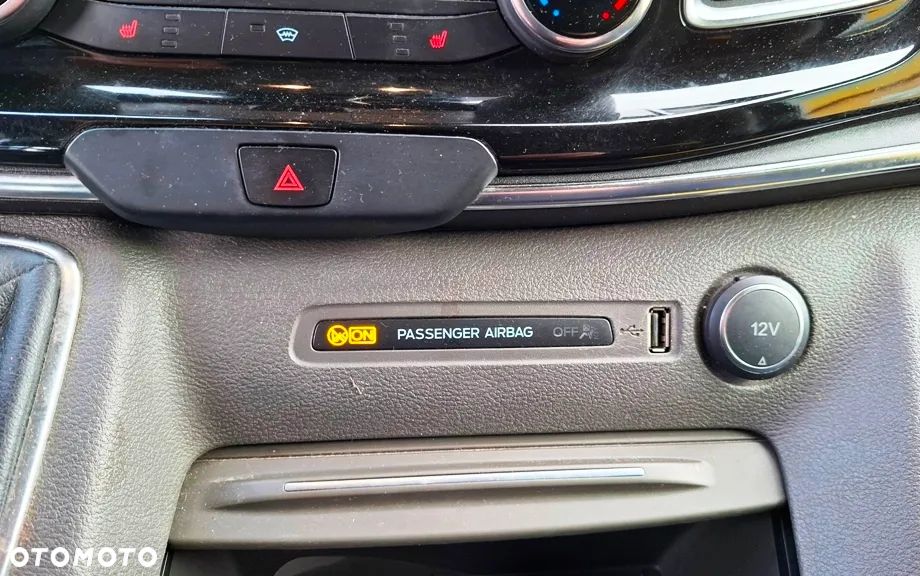 ON PASSENGER AIRBAG OFF
12V
OTOMOTO